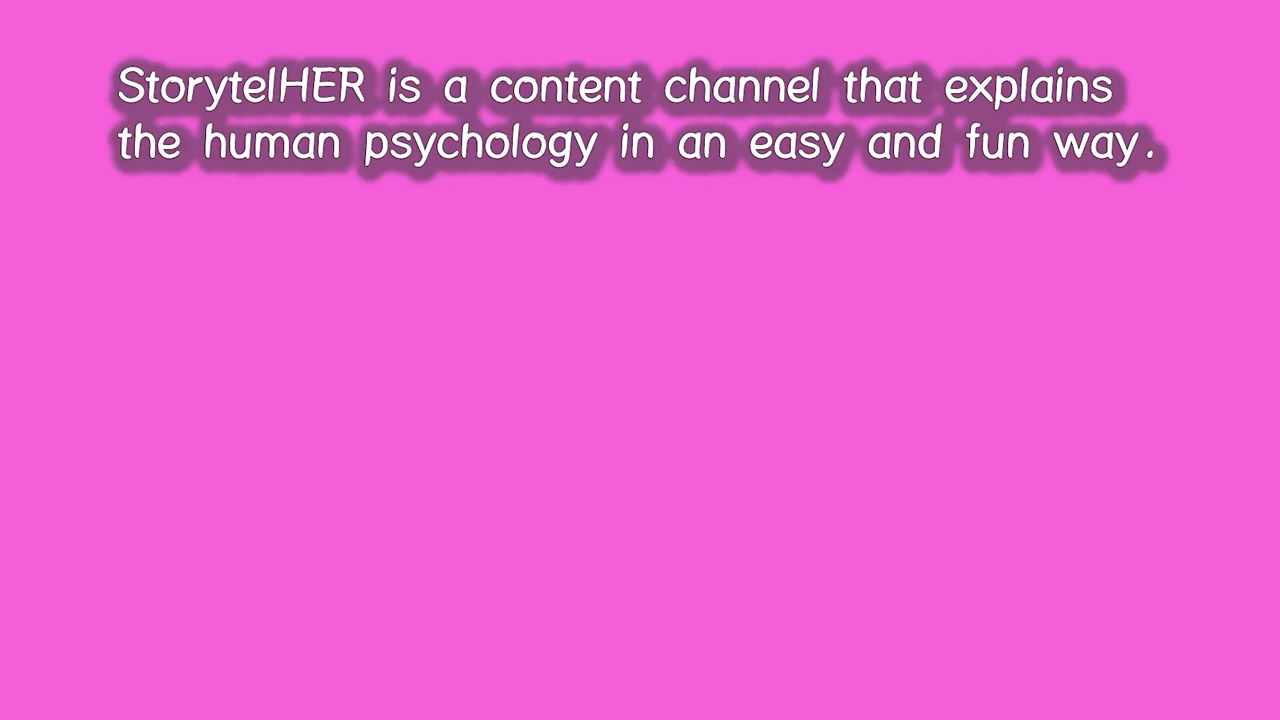 StorytelHER is a content channel that explains
the human psychology in an easy and fun way.